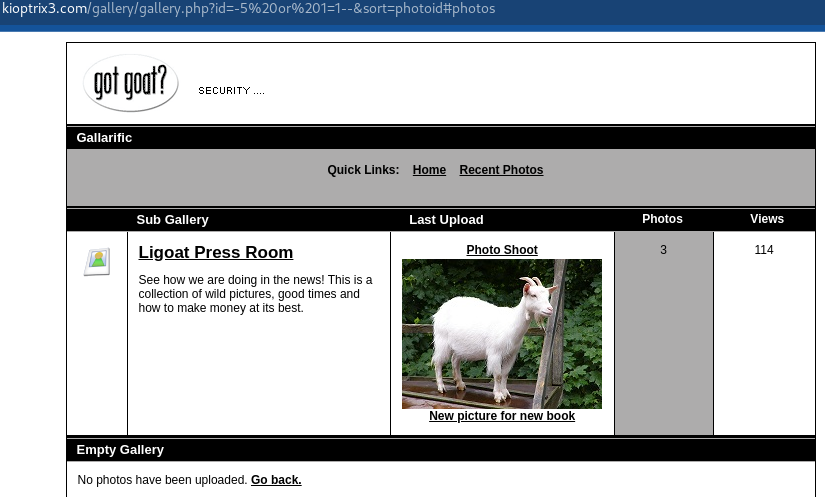 kioptrix3.com/gallery/gallery.php?id=-5%20or%201=1--&sort=photoid#photos
got goat?
SECURITY ....
Gallarific
Quick Links: Home Recent Photos
Sub Gallery Last Upload Photos Views
Ligoat Press Room Photo Shoot 3 114
See how we are doing in the news! This is a
collection of wild pictures, good times and
how to make money at its best.
New picture for new book
Empty Gallery
No photos have been uploaded. Go back.